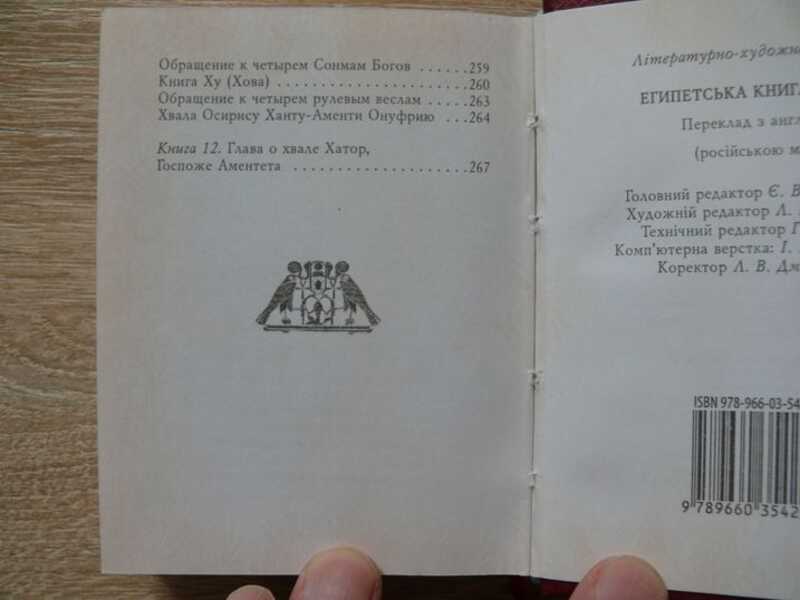 Обращение к четырем Сонмам Богов ......259
Книга Ху (Хова) .........................260
Обращение к четырем рулевым веслам ....263
Хвала Осирису Ханту-Аменти Онуфрию ...264
Книга 12. Глава о хвале Хатор,
Госпоже Аментета .......................267
Літературно-художнє
ЕГИПЕТСЬКА КНИГА
Переклад з
(російською
Головний редактор Є. В
Художній редактор Л.
Технічний редактор Г
Комп'ютерна верстка: І.
Коректор Л. В.
ISBN 978-966-03-54
9 789660 3542